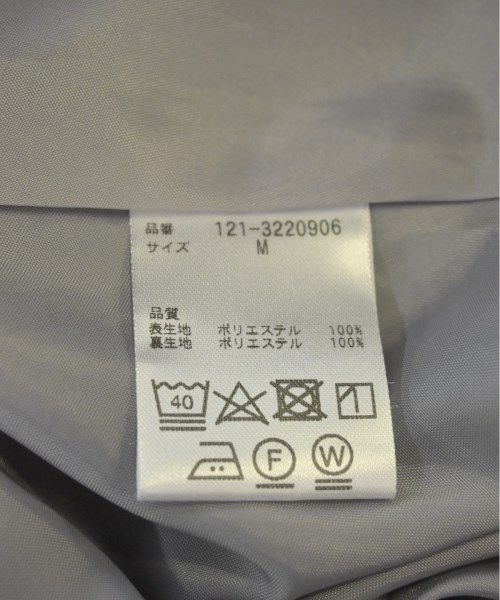 品番 121-3220906
サイズ M
品質
表生地 ポリエステル 100%
裏生地 ポリエステル 100%
40
F W